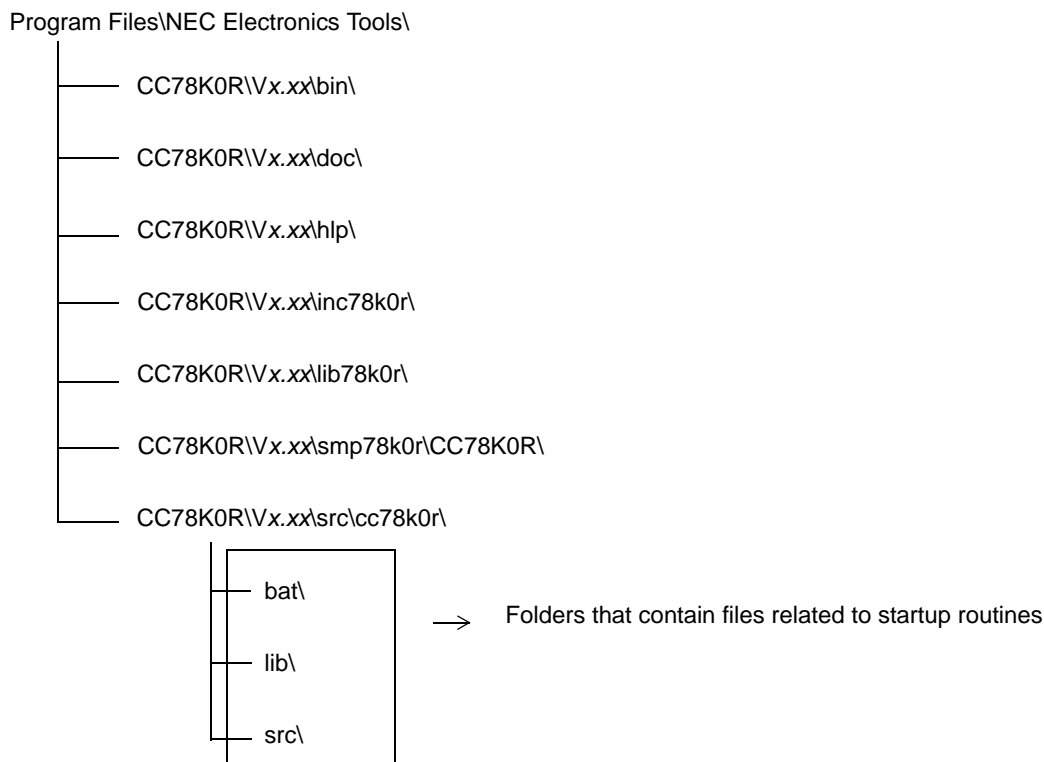 Program Files\NEC Electronics Tools\
CC78K0R\Vx.xx\bin\
CC78K0R\Vx.xx\doc\
CC78K0R\Vx.xx\hlp\
CC78K0R\Vx.xx\inc78k0r\
CC78K0R\Vx.xx\lib78k0r\
CC78K0R\Vx.xx\smp78k0r\CC78K0R\
CC78K0R\Vx.xx\src\cc78k0r\
bat\
Folders that contain files related to startup routines
lib\
src\